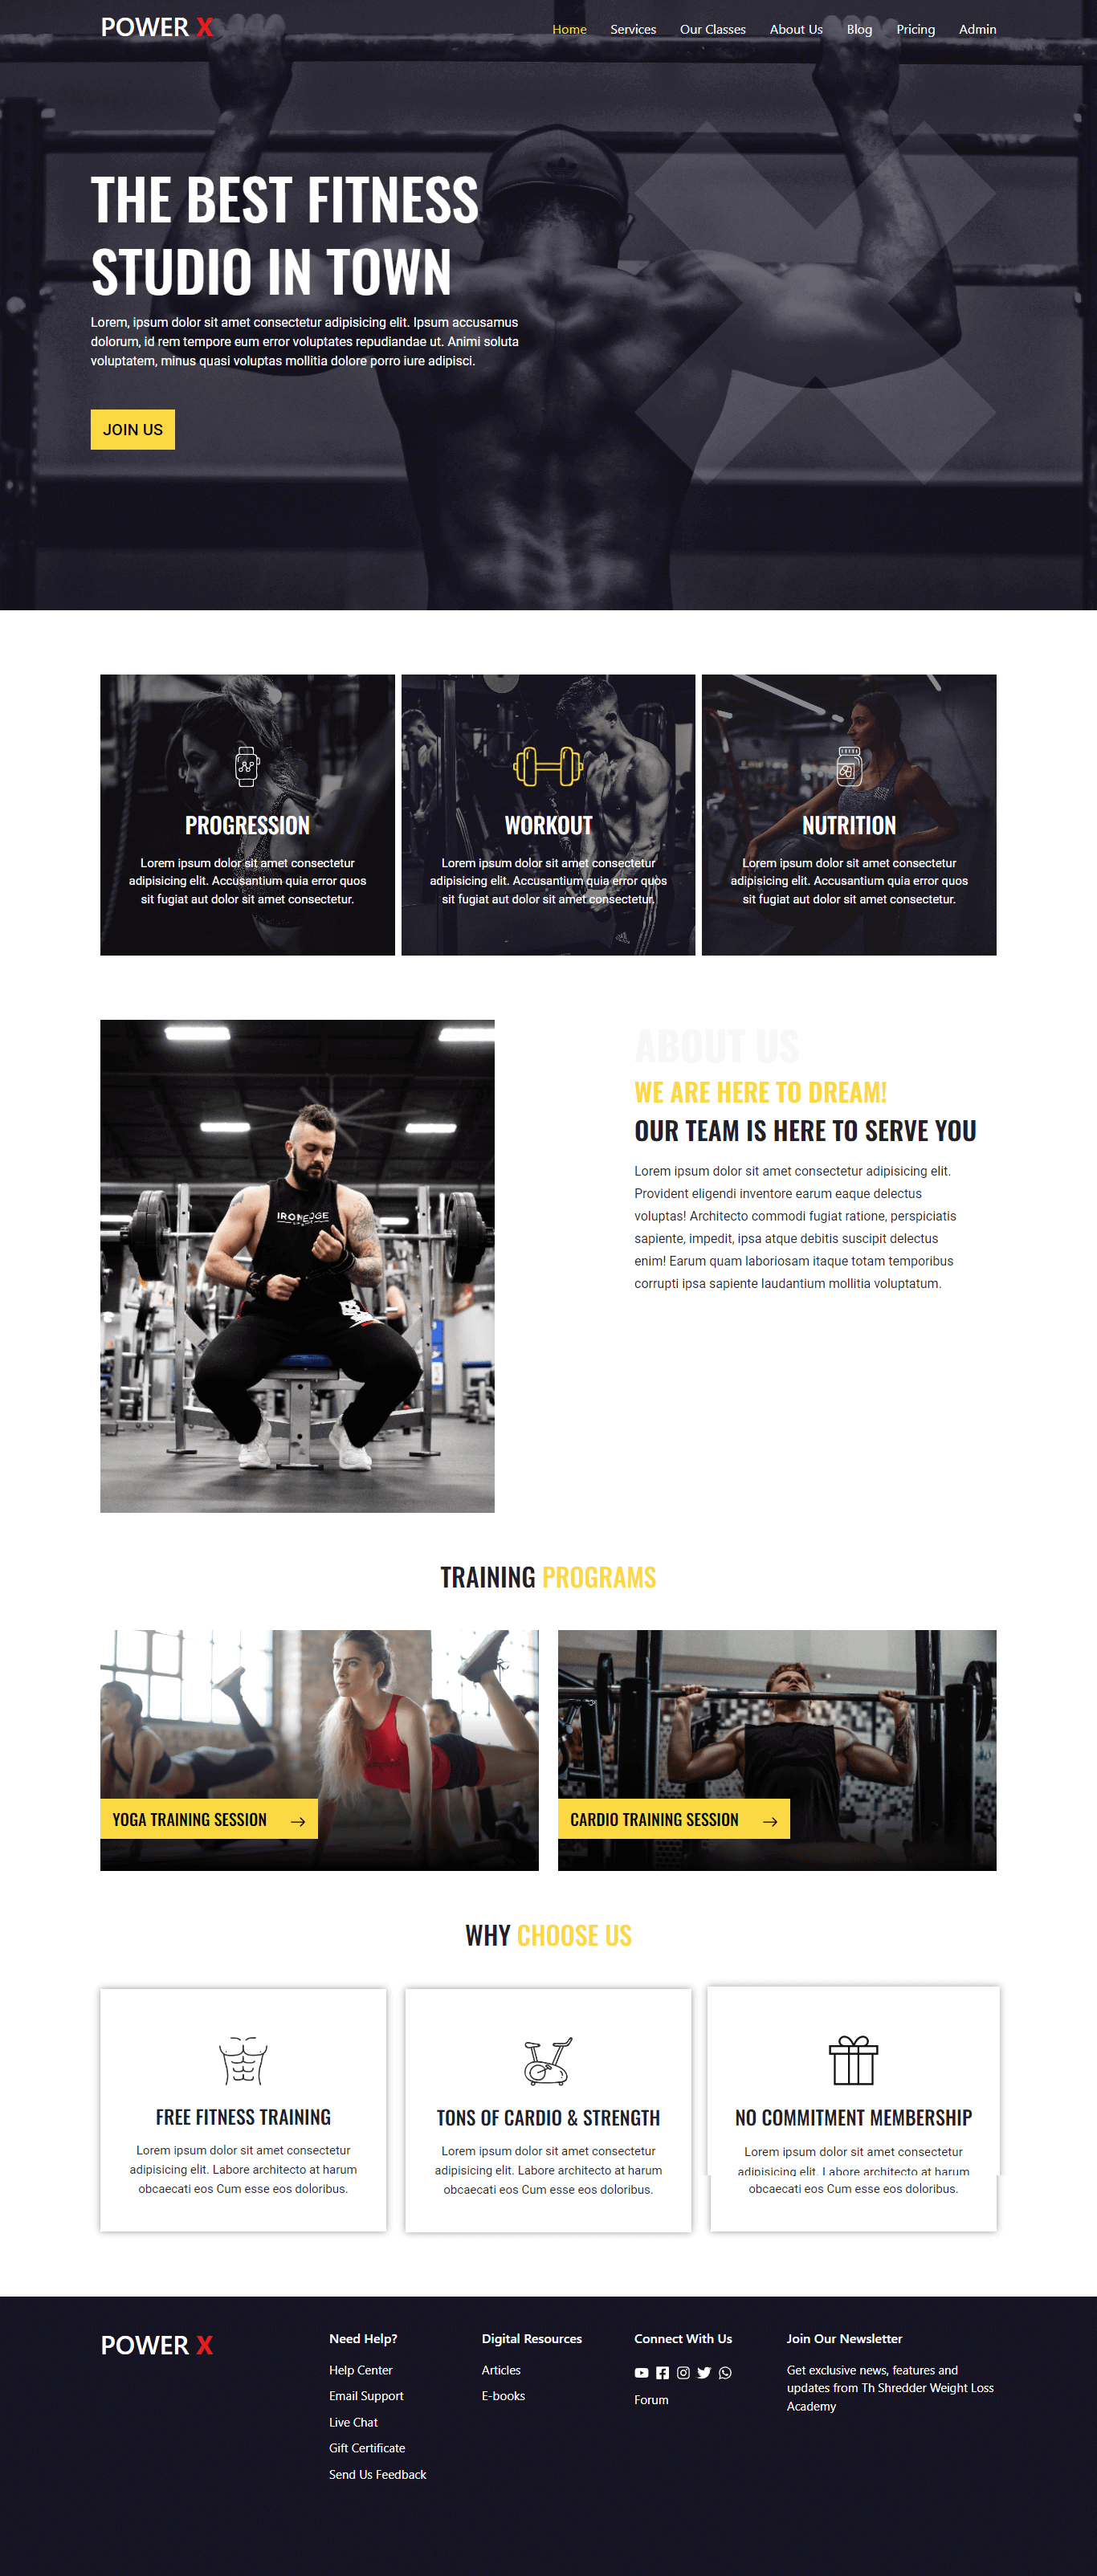 POWER X
Home Services Our Classes About Us Blog Pricing Admin
THE BEST FITNESS
STUDIO IN TOWN
Lorem, ipsum dolor sit amet consectetur adipisicing elit. Ipsum accusamus
dolorum, id rem tempore eum error voluptates repudiandae ut. Animi soluta
voluptatem, minus quasi voluptas mollitia dolore porro iure adipisci.
JOIN US
PROGRESSION
Lorem ipsum dolor sit amet consectetur
adipisicing elit. Accusantium quia error quos
sit fugiat aut dolor sit amet consectetur.
WORKOUT
Lorem ipsum dolor sit amet consectetur
adipisicing elit. Accusantium quia error quos
sit fugiat aut dolor sit amet consectetur.
NUTRITION
Lorem ipsum dolor sit amet consectetur
adipisicing elit. Accusantium quia error quos
sit fugiat aut dolor sit amet consectetur.
IRON EDGE
ABOUT US
WE ARE HERE TO DREAM!
OUR TEAM IS HERE TO SERVE YOU
Lorem ipsum dolor sit amet consectetur adipisicing elit.
Provident eligendi inventore earum eaque delectus
voluptas! Architecto commodi fugiat ratione, perspiciatis
sapiente, impedit, ipsa atque debitis suscipit delectus
enim! Earum quam laboriosam itaque totam temporibus
corrupti ipsa sapiente laudantium mollitia voluptatum.
TRAINING PROGRAMS
YOGA TRAINING SESSION →
CARDIO TRAINING SESSION →
WHY CHOOSE US
FREE FITNESS TRAINING
Lorem ipsum dolor sit amet consectetur
adipisicing elit. Labore architecto at harum
obcaecati eos Cum esse eos doloribus.
TONS OF CARDIO & STRENGTH
Lorem ipsum dolor sit amet consectetur
adipisicing elit. Labore architecto at harum
obcaecati eos Cum esse eos doloribus.
NO COMMITMENT MEMBERSHIP
Lorem ipsum dolor sit amet consectetur
adipisicing elit. Labore architecto at harum
obcaecati eos Cum esse eos doloribus.
POWER X
Need Help?
Help Center
Email Support
Live Chat
Gift Certificate
Send Us Feedback
Digital Resources
Articles
E-books
Connect With Us
Forum
Join Our Newsletter
Get exclusive news, features and
updates from Th Shredder Weight Loss
Academy